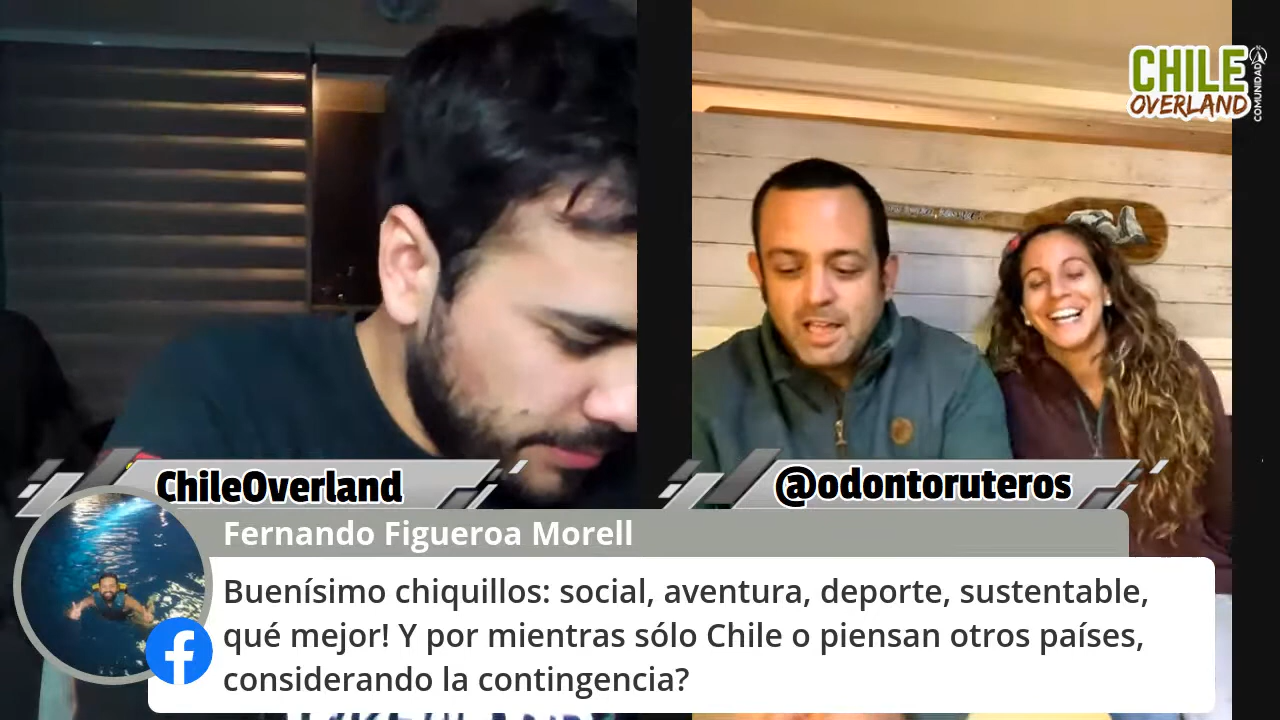 CHILE
OVERLAND
COMUNIDAD
ChileOverland
@odontoruteros
Fernando Figueroa Morell
Buenísimo chiquillos: social, aventura, deporte, sustentable,
qué mejor! Y por mientras sólo Chile o piensan otros países,
considerando la contingencia?